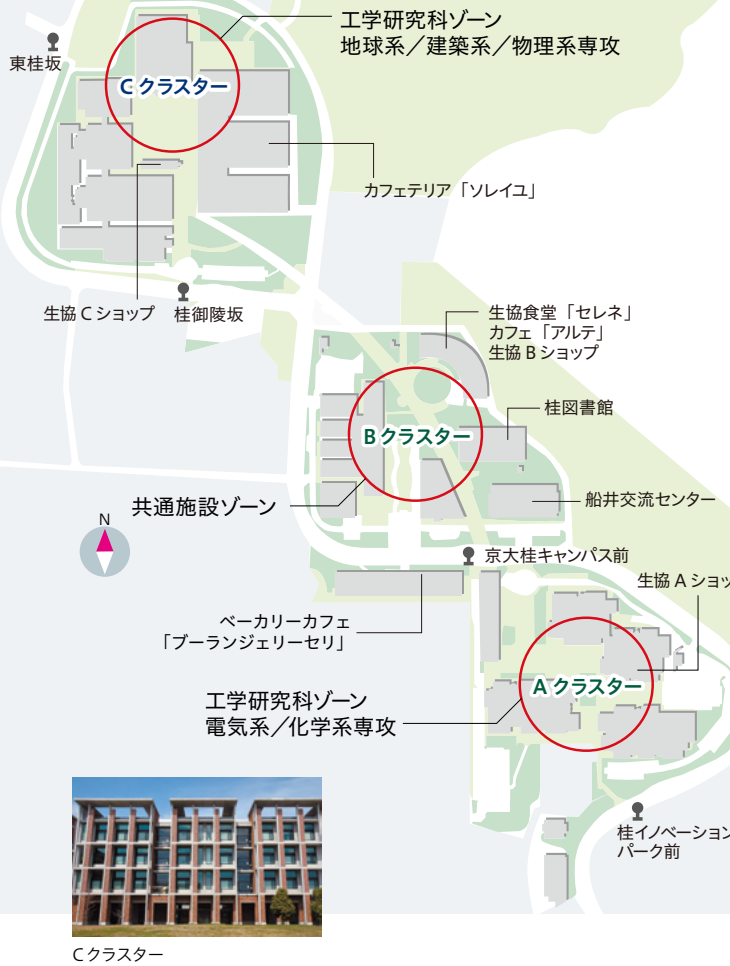 工学研究科ゾーン
地球系／建築系／物理系専攻
東桂坂
Cクラスター
カフェテリア「ソレイユ」
生協Cショップ
桂御陵坂
生協食堂「セレネ」
カフェ「アルテ」
生協Bショップ
桂図書館
Bクラスター
船井交流センター
共通施設ゾーン
N
京大桂キャンパス前
生協Aショッ
ベーカリーカフェ
「ブーランジェリーセリ」
Aクラスター
工学研究科ゾーン
電気系／化学系専攻
桂イノベーション
パーク前
Cクラスター